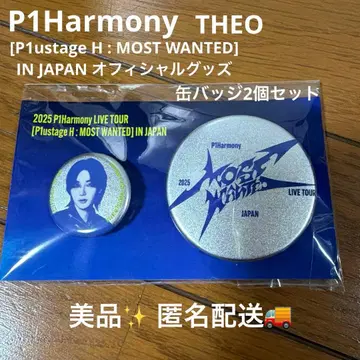 P1Harmony THEO
[P1ustage H : MOST WANTED]
IN JAPAN オフィシャルグッズ
缶バッジ2個セット
2025 P1Harmony LIVE TOUR
[P1ustage H : MOST WANTED] IN JAPAN
P1Harmony
2025
MOST
WANTED
LIVE TOUR
JAPAN
美品✨ 匿名配送🚚